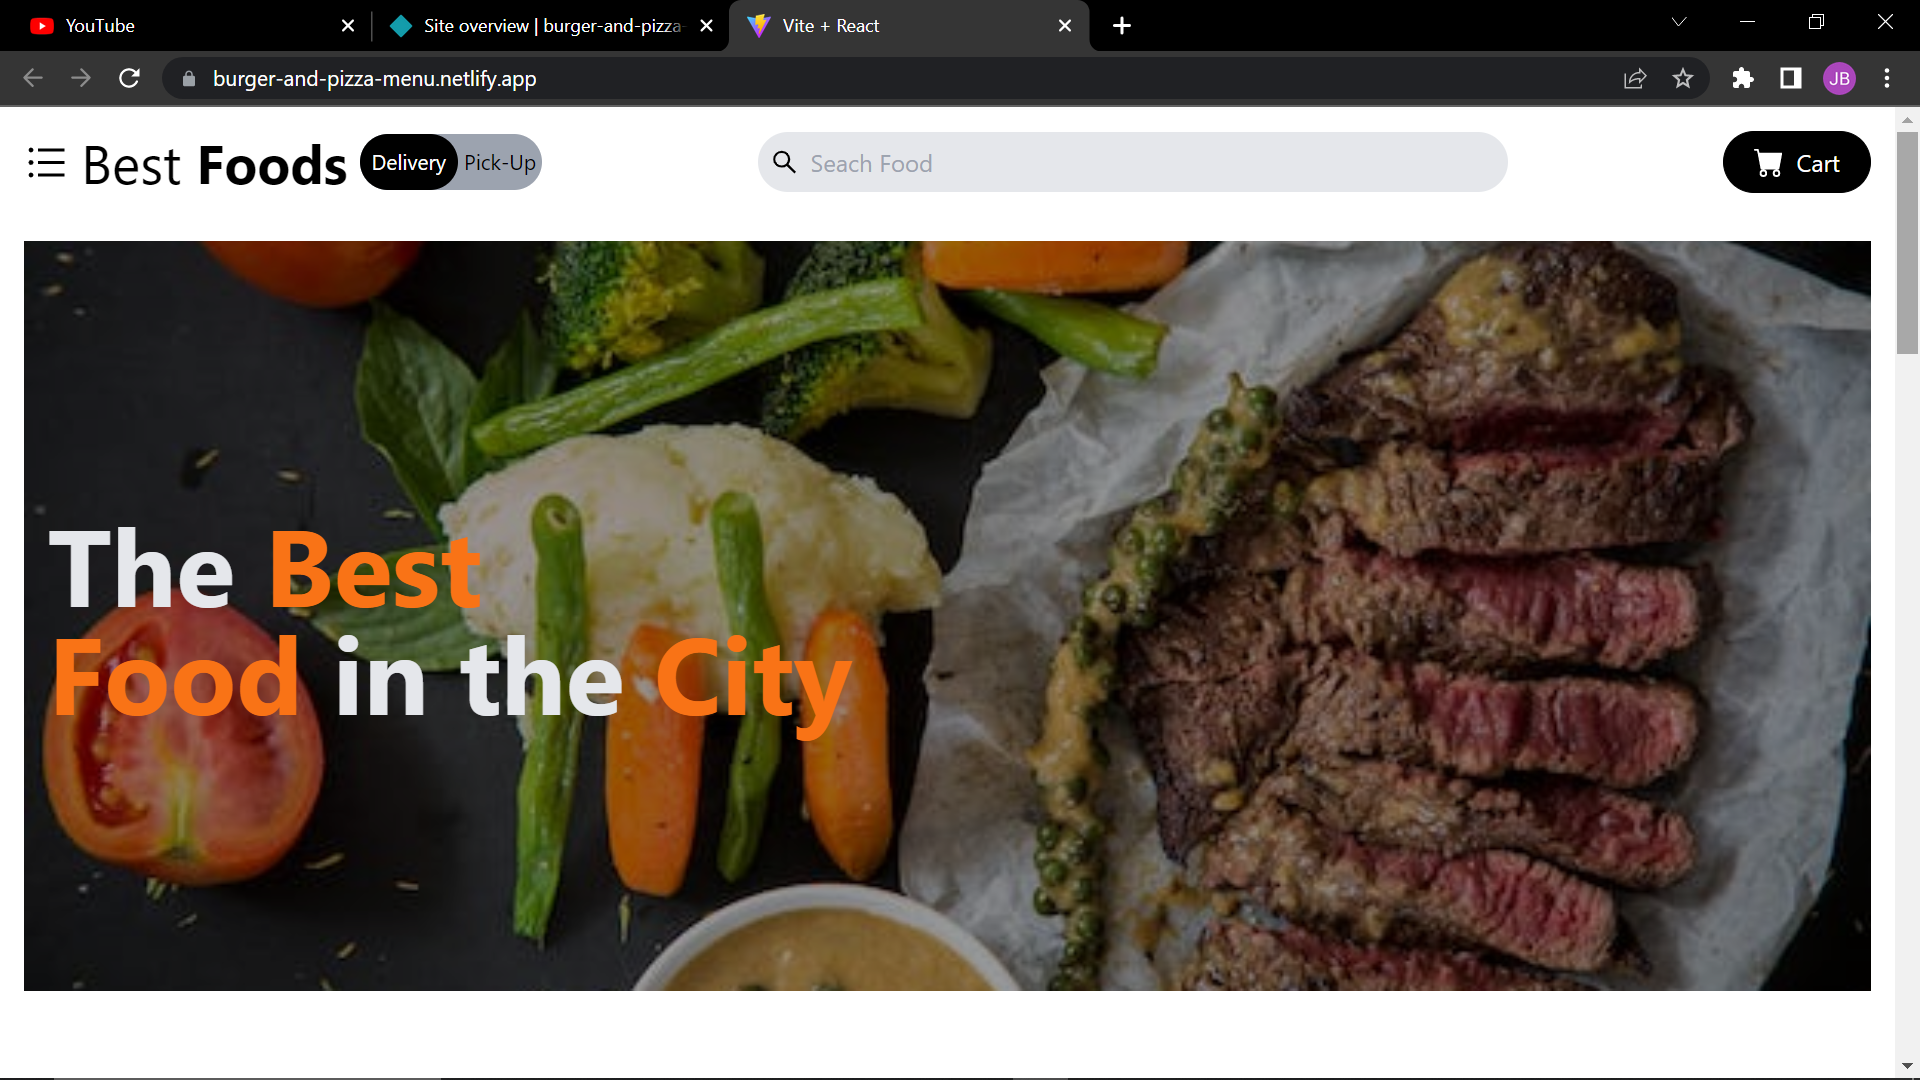 YouTube
Site overview | burger-and-pizza-
Vite + React
burger-and-pizza-menu.netlify.app
JB
Best Foods
Delivery
Pick-Up
Seach Food
Cart
The Best
Food in the City